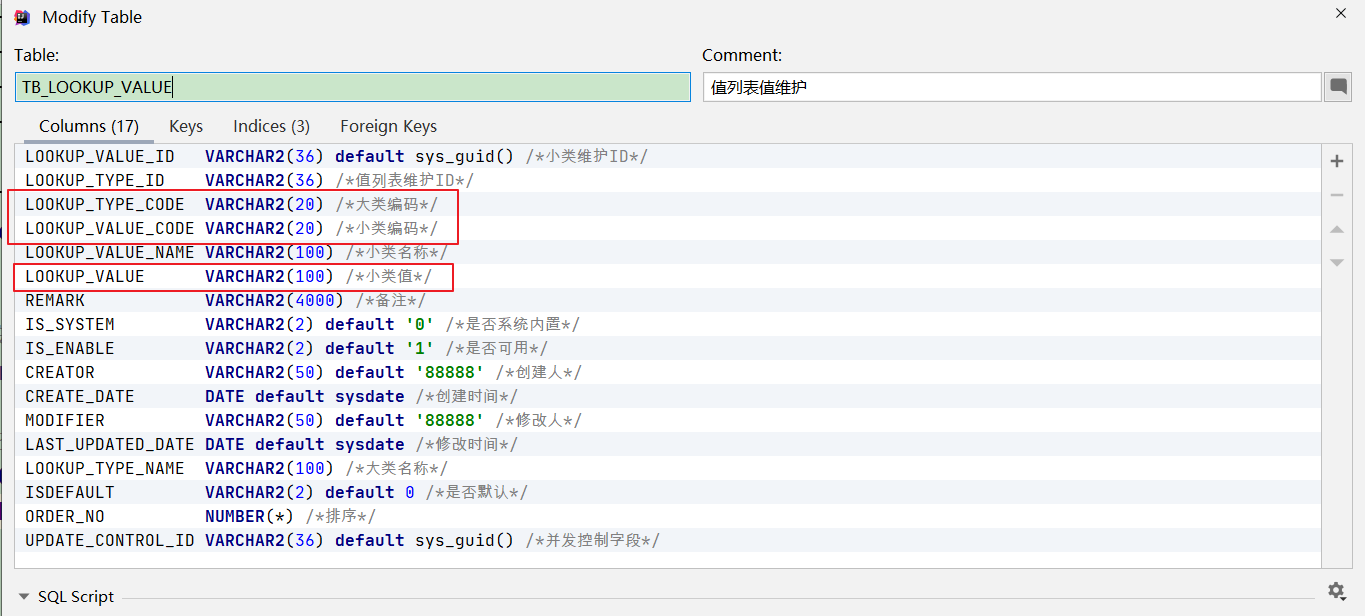 Modify Table
Table: Comment:
TB_LOOKUP_VALUE 值列表值维护
Columns (17) Keys Indices (3) Foreign Keys
LOOKUP_VALUE_ID VARCHAR2(36) default sys_guid() /*小类维护ID*/
LOOKUP_TYPE_ID VARCHAR2(36) /*值列表维护ID*/
LOOKUP_TYPE_CODE VARCHAR2(20) /*大类编码*/
LOOKUP_VALUE_CODE VARCHAR2(20) /*小类编码*/
LOOKUP_VALUE_NAME VARCHAR2(100) /*小类名称*/
LOOKUP_VALUE VARCHAR2(100) /*小类值*/
REMARK VARCHAR2(4000) /*备注*/
IS_SYSTEM VARCHAR2(2) default '0' /*是否系统内置*/
IS_ENABLE VARCHAR2(2) default '1' /*是否可用*/
CREATOR VARCHAR2(50) default '88888' /*创建人*/
CREATE_DATE DATE default sysdate /*创建时间*/
MODIFIER VARCHAR2(50) default '88888' /*修改人*/
LAST_UPDATED_DATE DATE default sysdate /*修改时间*/
LOOKUP_TYPE_NAME VARCHAR2(100) /*大类名称*/
ISDEFAULT VARCHAR2(2) default 0 /*是否默认*/
ORDER_NO NUMBER(*) /*排序*/
UPDATE_CONTROL_ID VARCHAR2(36) default sys_guid() /*并发控制字段*/
SQL Script